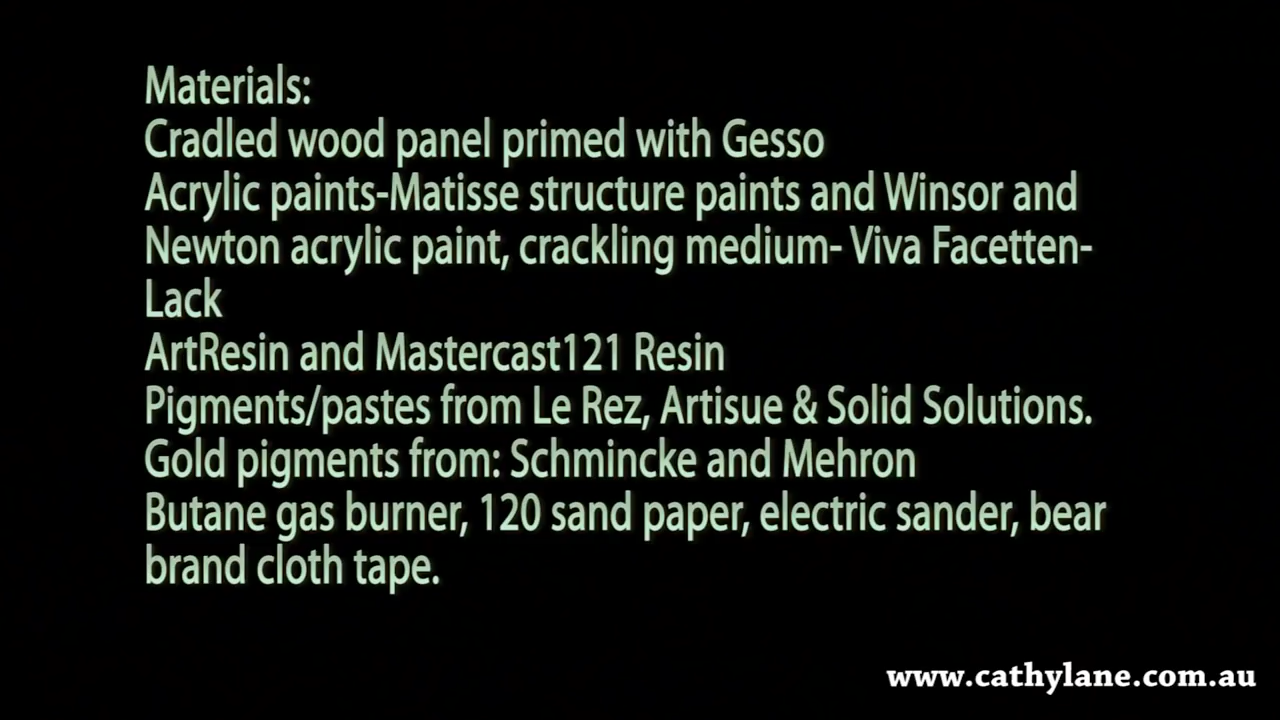 Materials:
Cradled wood panel primed with Gesso
Acrylic paints-Matisse structure paints and Winsor and
Newton acrylic paint, crackling medium- Viva Facetten-
Lack
ArtResin and Mastercast121 Resin
Pigments/pastes from Le Rez, Artisue & Solid Solutions.
Gold pigments from: Schmincke and Mehron
Butane gas burner, 120 sand paper, electric sander, bear
brand cloth tape.
www.cathylane.com.au